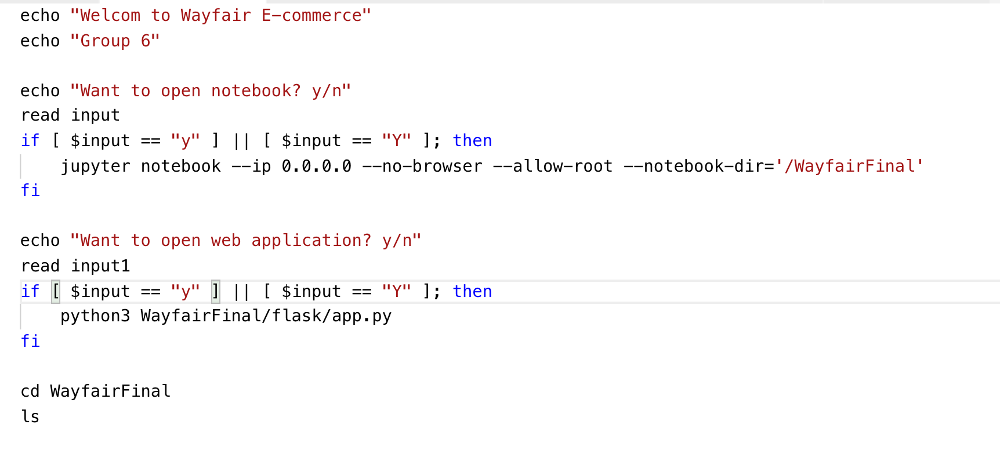 echo "Welcom to Wayfair E-commerce"
echo "Group 6"
echo "Want to open notebook? y/n"
read input
if [ $input == "y" ] || [ $input == "Y" ]; then
    jupyter notebook --ip 0.0.0.0 --no-browser --allow-root --notebook-dir='/WayfairFinal'
fi
echo "Want to open web application? y/n"
read input1
if [ $input == "y" ] || [ $input == "Y" ]; then
    python3 WayfairFinal/flask/app.py
fi
cd WayfairFinal
ls